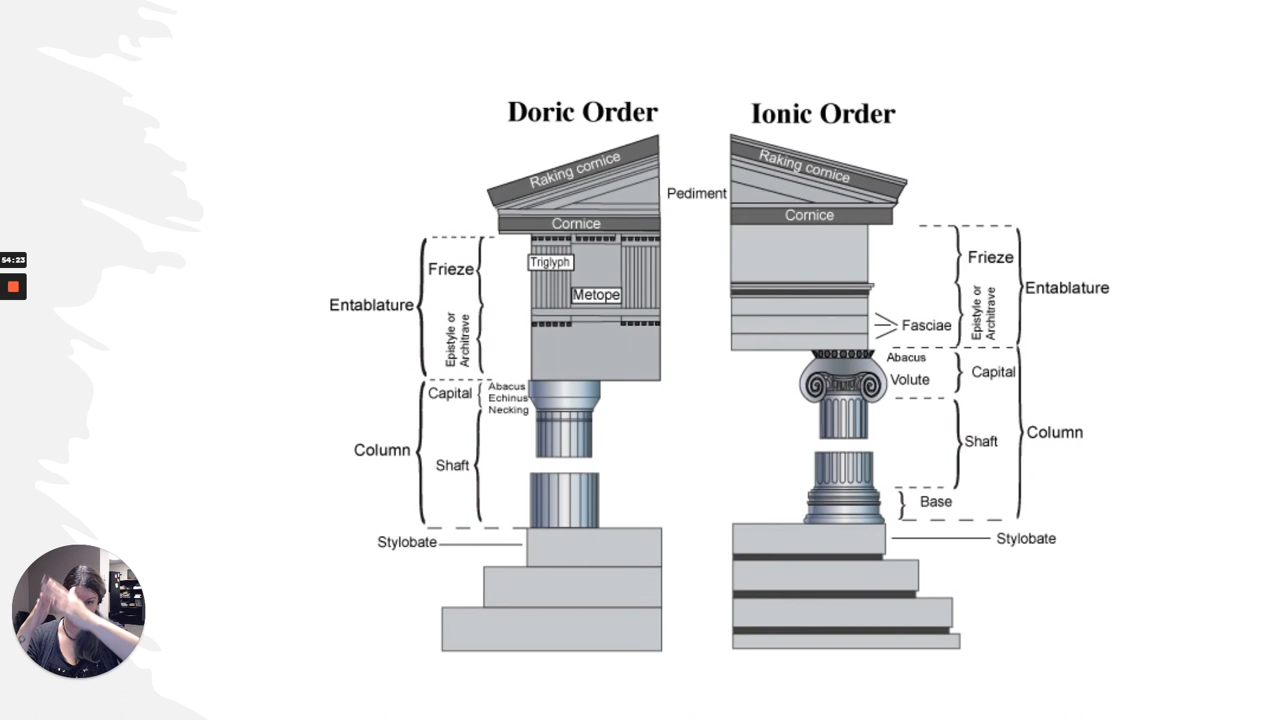 Doric Order
Ionic Order
Raking cornice
Raking cornice
Pediment
Cornice
Cornice
54:23
Entablature
Frieze
Epistyle or
Architrave
Triglyph
Metope
Capital
Abacus
Echinus
Necking
Column
Shaft
Stylobate
Frieze
Epistyle or
Architrave
Entablature
Fasciae
Abacus
Volute
Capital
Shaft
Column
Base
Stylobate